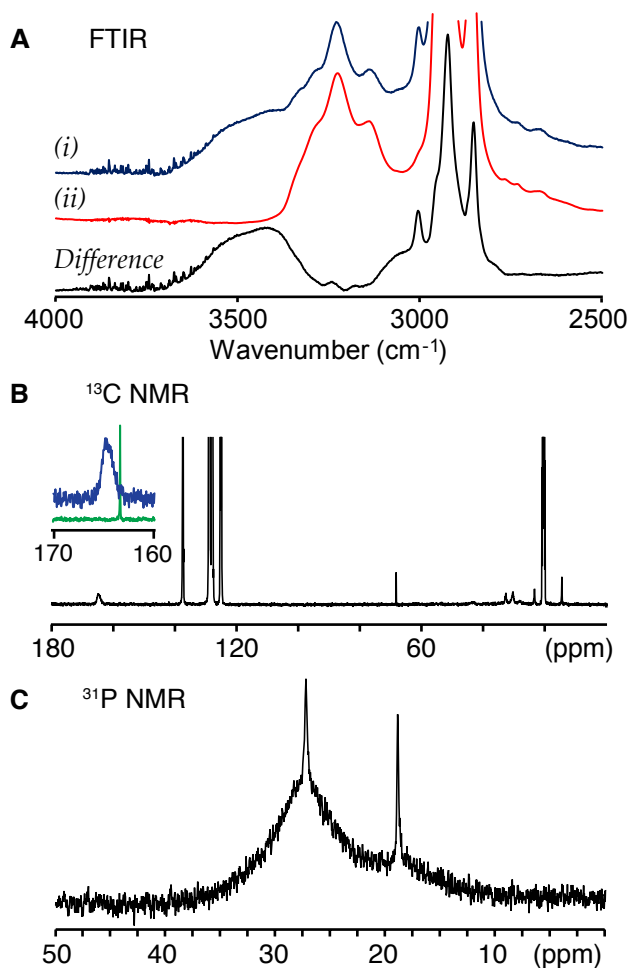 A FTIR
(i)
(ii)
Difference
4000 3500 3000 2500
Wavenumber (cm⁻¹)
B ¹³C NMR
170 160
180 120 60 (ppm)
C ³¹P NMR
50 40 30 20 10 (ppm)